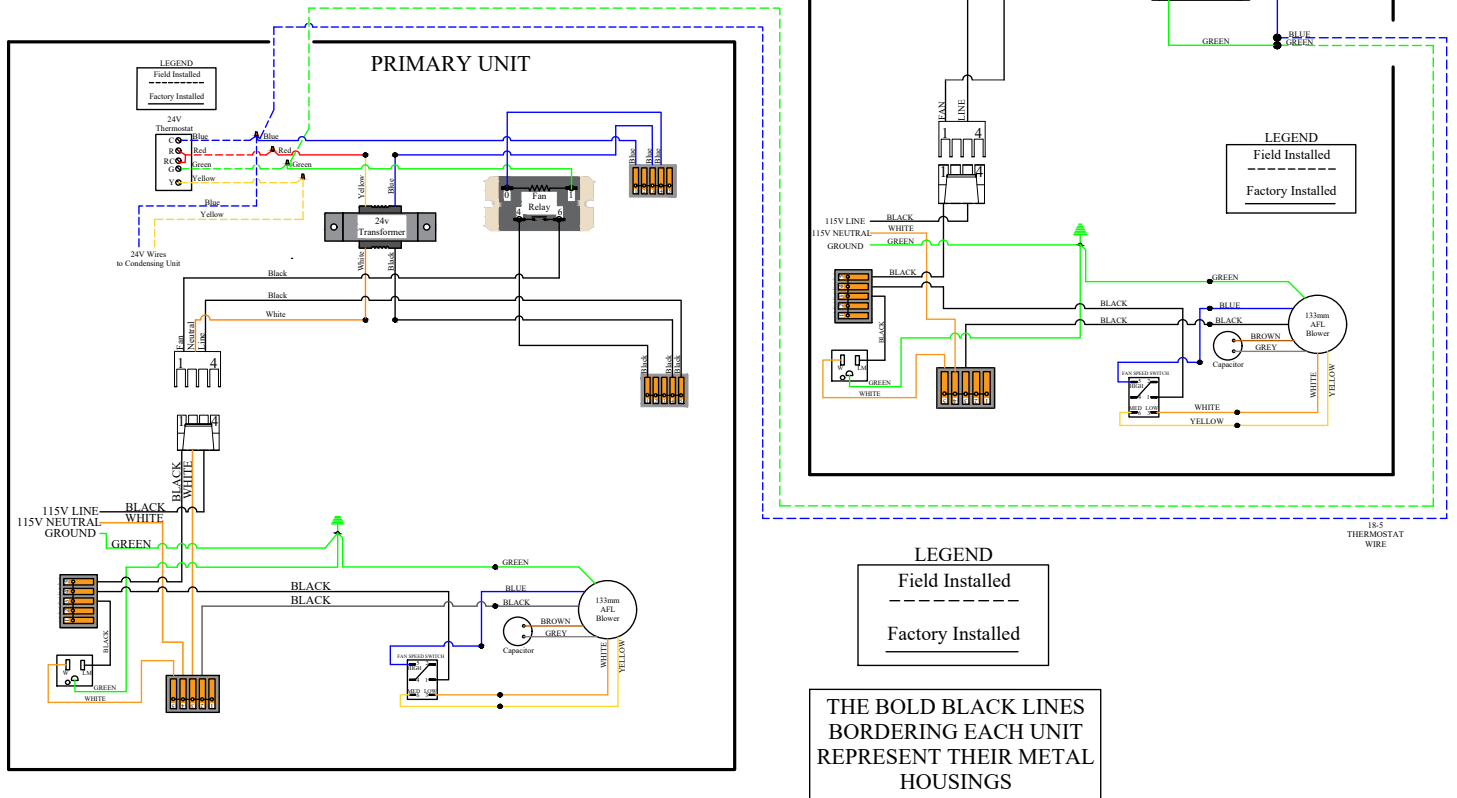 PRIMARY UNIT
LEGEND
Field Installed
Factory Installed
24V
Thermostat
C
R
RC
G
Y
Blue
Red
Green
Yellow
Blue
Red
Green
Blue
Yellow
24V Wires
to Condensing Unit
Yellow
Blue
24v
Transformer
White
Black
0
1
Fan
Relay
4
6
Blue
Blue
Blue
Black
Black
White
Fan
Neutral
Line
1
4
Black
Black
Black
1
4
BLACK
WHITE
115V LINE
BLACK
115V NEUTRAL
WHITE
GROUND
GREEN
BLACK
BLACK
BLACK
W
LM
GREEN
WHITE
GREEN
BLUE
BLACK
133mm
AFL
Blower
BROWN
GREY
Capacitor
WHITE
YELLOW
FAN SPEED SWITCH
HIGH
MED
LOW
GREEN
BLUE
GREEN
FAN
LINE
1
4
1
4
LEGEND
Field Installed
Factory Installed
115V LINE
BLACK
115V NEUTRAL
WHITE
GROUND
GREEN
BLACK
BLACK
BLACK
BLACK
W
LM
GREEN
WHITE
GREEN
BLUE
BLACK
133mm
AFL
Blower
BROWN
GREY
Capacitor
WHITE
YELLOW
FAN SPEED SWITCH
HIGH
MED
LOW
WHITE
YELLOW
18-5
THERMOSTAT
WIRE
LEGEND
Field Installed
Factory Installed
THE BOLD BLACK LINES
BORDERING EACH UNIT
REPRESENT THEIR METAL
HOUSINGS